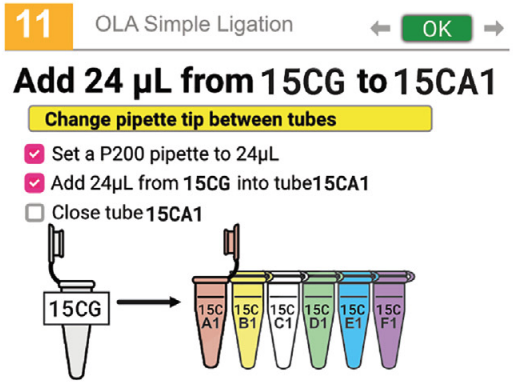 11
OLA Simple Ligation
OK
Add 24 µL from 15CG to 15CA1
Change pipette tip between tubes
Set a P200 pipette to 24µL
Add 24µL from 15CG into tube15CA1
Close tube 15CA1
15CG
15C
A1
15C
B1
15C
C1
15C
D1
15C
E1
15C
F1